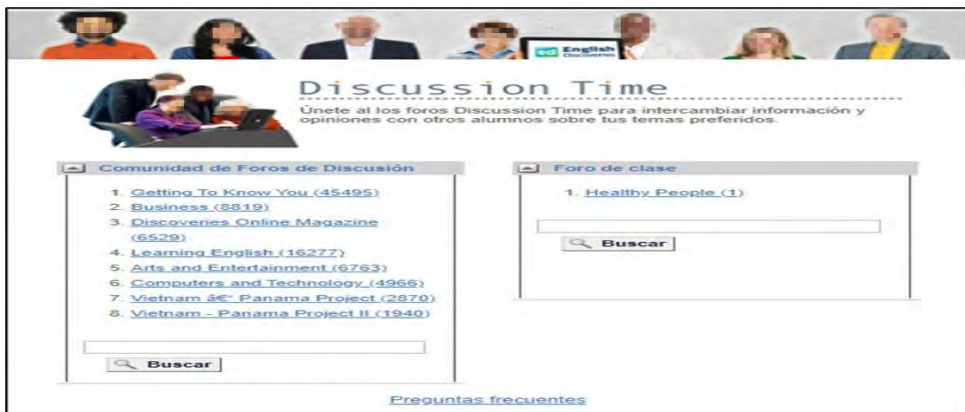 ed English
Discoveries
Discussion Time
Únete al los foros Discussion Time para intercambiar información y
opiniones con otros alumnos sobre tus temas preferidos.
Comunidad de Foros de Discusión
1. Getting To Know You (45495)
2. Business (8819)
3. Discoveries Online Magazine
(6529)
4. Learning English (16277)
5. Arts and Entertainment (6763)
6. Computers and Technology (4966)
7. Vietnam â€“ Panama Project (2870)
8. Vietnam - Panama Project II (1940)
Buscar
Foro de clase
1. Healthy People (1)
Buscar
Preguntas frecuentes